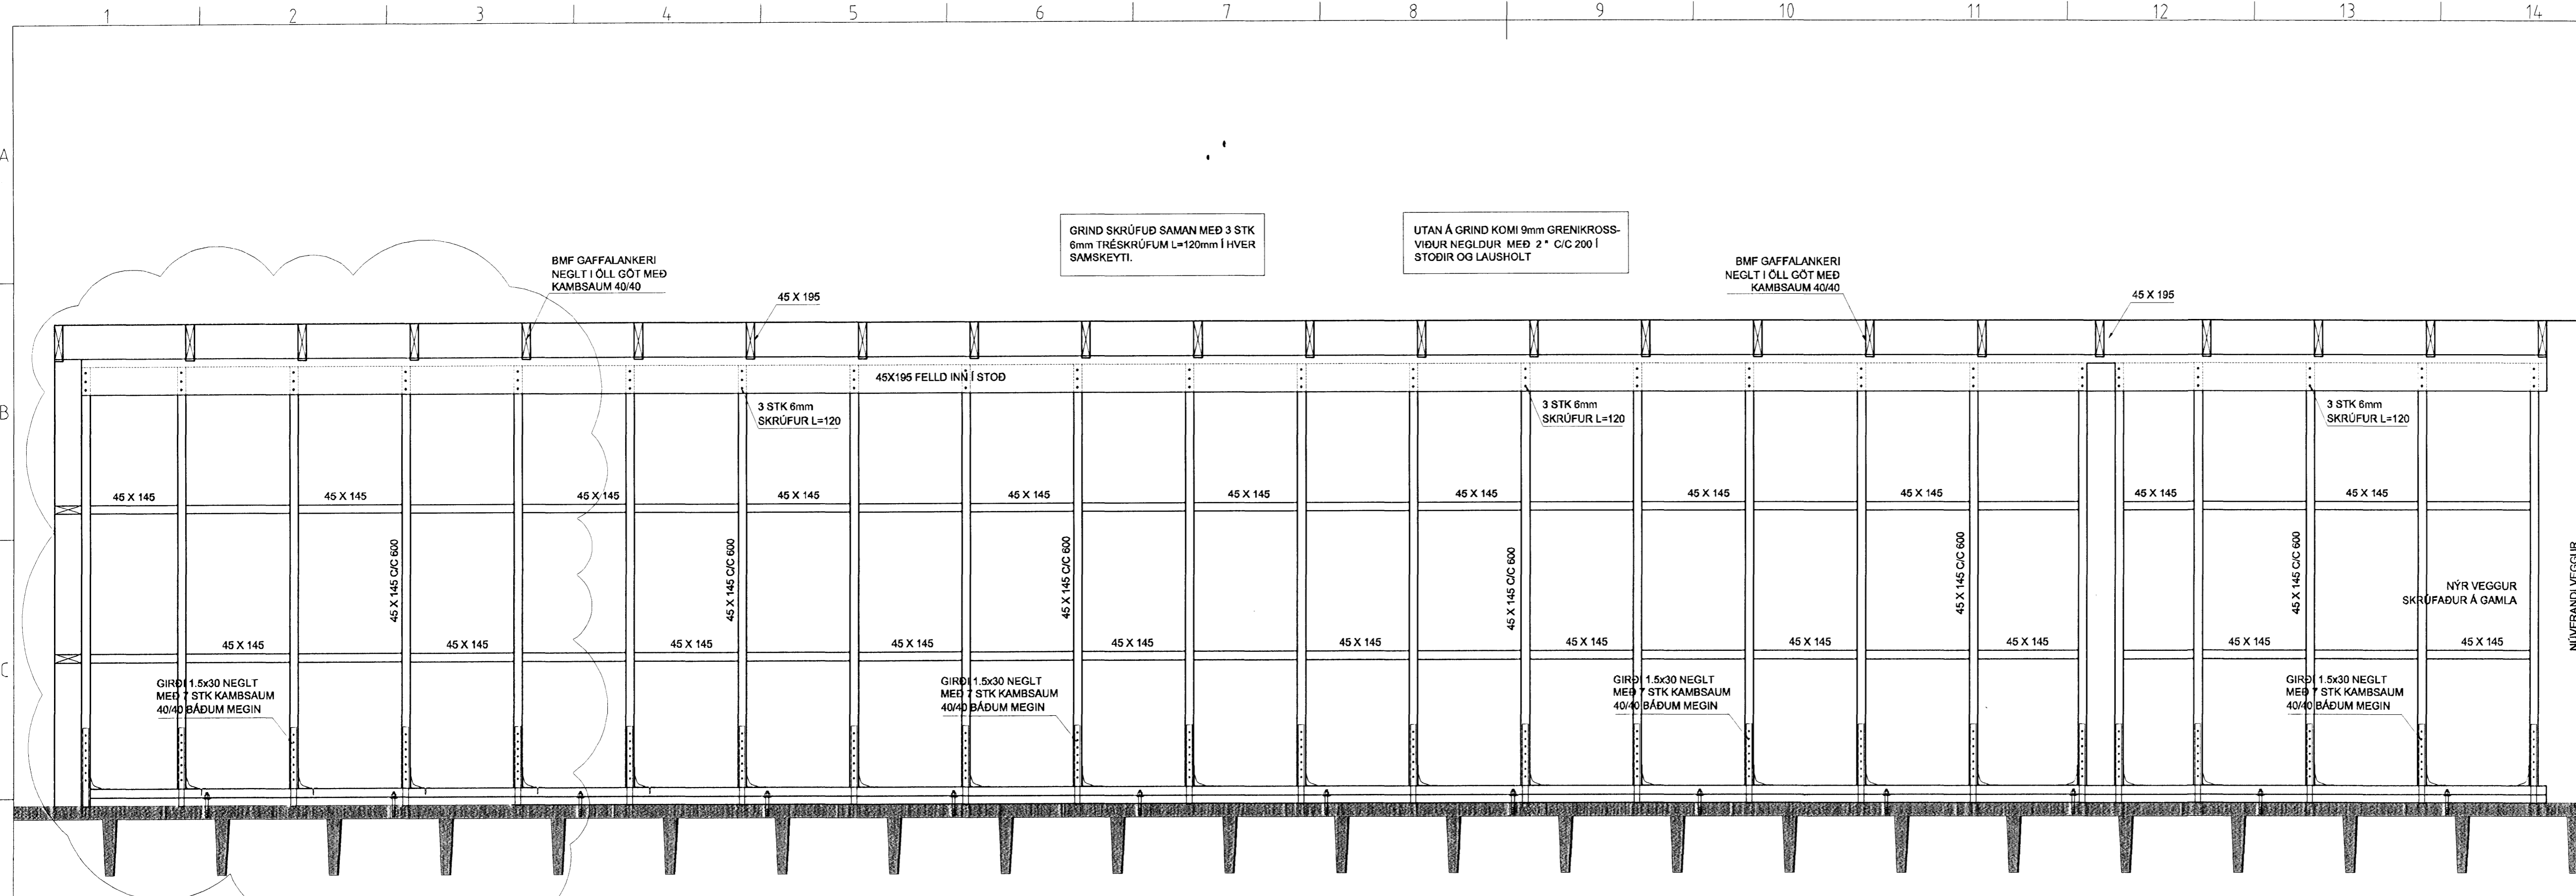 1 2 3 4 5 6 7 8 9 10 11 12 13 14
A
GRIND SKRÚFUÐ SAMAN MEÐ 3 STK
6mm TRÉSKRÚFUM L=120mm Í HVER
SAMSKEYTI.
UTAN Á GRIND KOMI 9mm GRENIKROSS-
VIÐUR NEGLDUR MEÐ 2" C/C 200 Í
STOÐIR OG LAUSHOLT
BMF GAFFALANKERI
NEGLT I ÖLL GÖT MEÐ
KAMBSAUM 40/40
45 X 195
BMF GAFFALANKERI
NEGLT I ÖLL GÖT MEÐ
KAMBSAUM 40/40
45 X 195
45X195 FELLD INN Í STOÐ
B
3 STK 6mm
SKRÚFUR L=120
3 STK 6mm
SKRÚFUR L=120
3 STK 6mm
SKRÚFUR L=120
45 X 145 45 X 145 45 X 145 45 X 145 45 X 145 45 X 145 45 X 145 45 X 145 45 X 145 45 X 145 45 X 145
45 X 145 C/C 600
45 X 145 C/C 600
45 X 145 C/C 600
45 X 145 C/C 600
45 X 145 C/C 600
45 X 145 C/C 600
NÝR VEGGUR
SKRÚFAÐUR Á GAMLA
NÚVERANDI VEGGUR
45 X 145 45 X 145 45 X 145 45 X 145 45 X 145 45 X 145 45 X 145 45 X 145 45 X 145 45 X 145
C
GIRÐI 1.5x30 NEGLT
MEÐ 7 STK KAMBSAUM
40/40 BÁÐUM MEGIN
GIRÐI 1.5x30 NEGLT
MEÐ 7 STK KAMBSAUM
40/40 BÁÐUM MEGIN
GIRÐI 1.5x30 NEGLT
MEÐ 7 STK KAMBSAUM
40/40 BÁÐUM MEGIN
GIRÐI 1.5x30 NEGLT
MEÐ 7 STK KAMBSAUM
40/40 BÁÐUM MEGIN